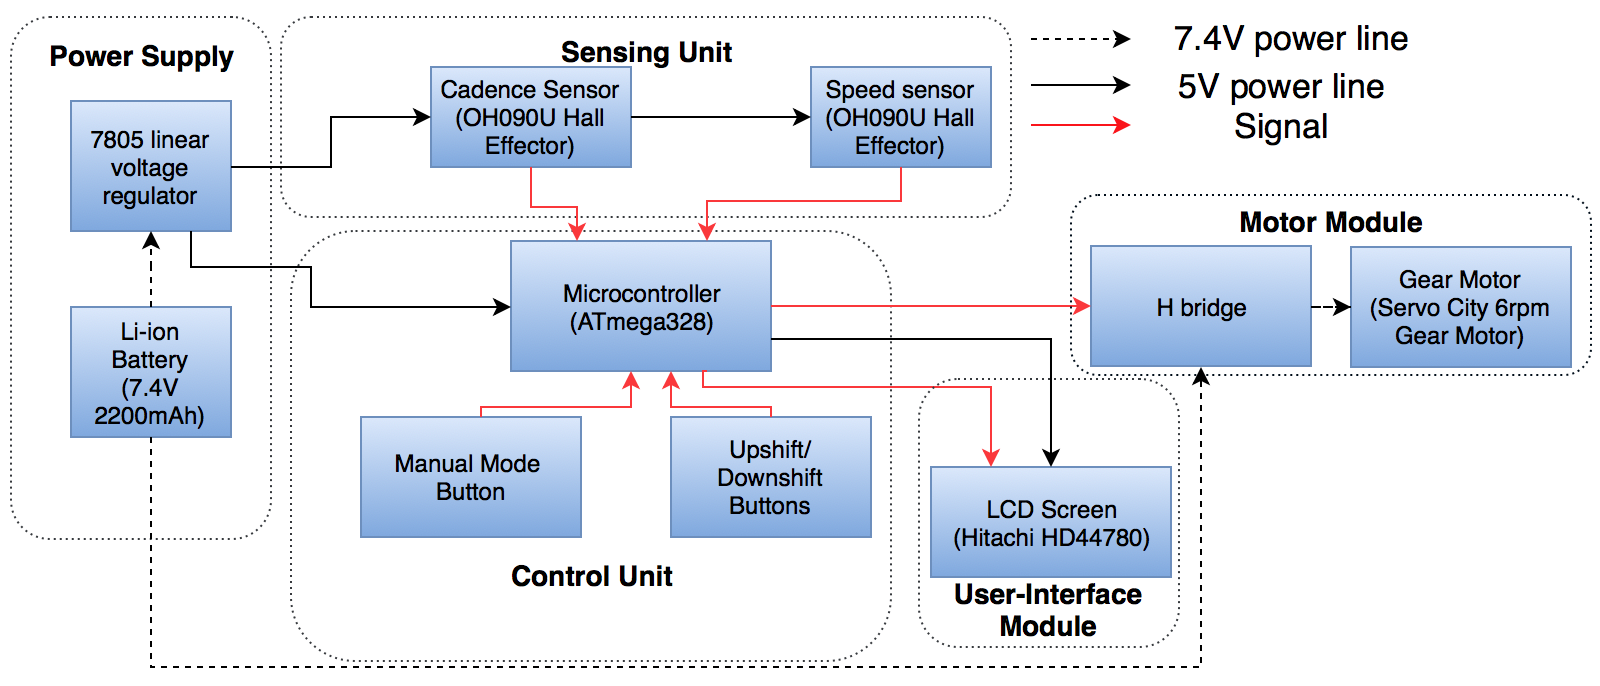 Power Supply
7805 linear
voltage
regulator
Li-ion
Battery
(7.4V
2200mAh)
Sensing Unit
Cadence Sensor
(OH090U Hall
Effector)
Speed sensor
(OH090U Hall
Effector)
7.4V power line
5V power line
Signal
Microcontroller
(ATmega328)
Manual Mode
Button
Upshift/
Downshift
Buttons
Control Unit
Motor Module
H bridge
Gear Motor
(Servo City 6rpm
Gear Motor)
LCD Screen
(Hitachi HD44780)
User-Interface
Module